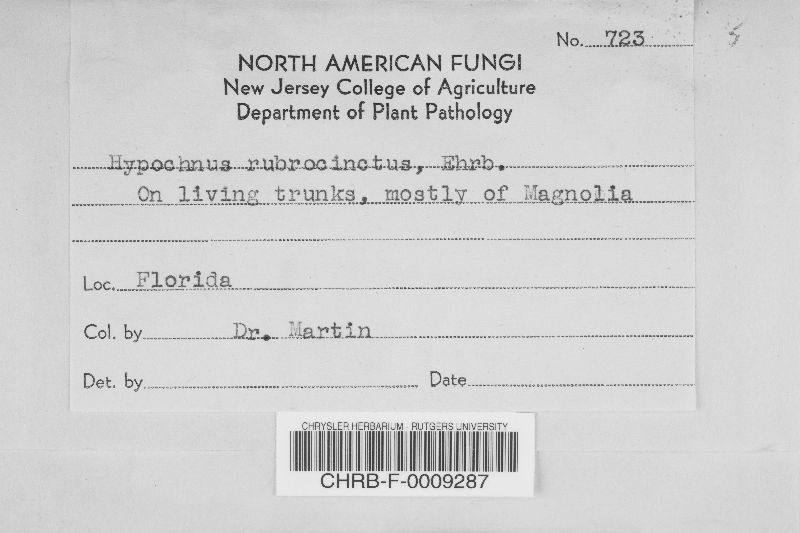 No. 723
NORTH AMERICAN FUNGI
New Jersey College of Agriculture
Department of Plant Pathology
Hypochnus rubrocinctus, Ehrb.
On living trunks, mostly of Magnolia
Loc. Florida
Col. by Dr. Martin
Det. by Date
CHRYSLER HERBARIUM - RUTGERS UNIVERSITY
CHRB-F-0009287